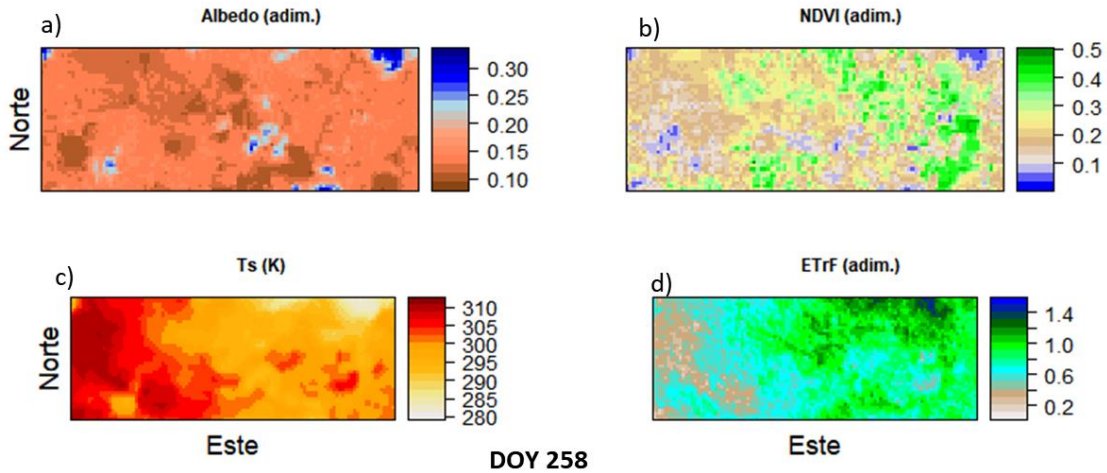 a)
Albedo (adim.)
Norte
0.30
0.25
0.20
0.15
0.10
b)
NDVI (adim.)
0.5
0.4
0.3
0.2
0.1
c)
Ts (K)
Norte
Este
310
305
300
295
290
285
280
d)
ETrF (adim.)
1.4
1.0
0.6
0.2
Este
DOY 258